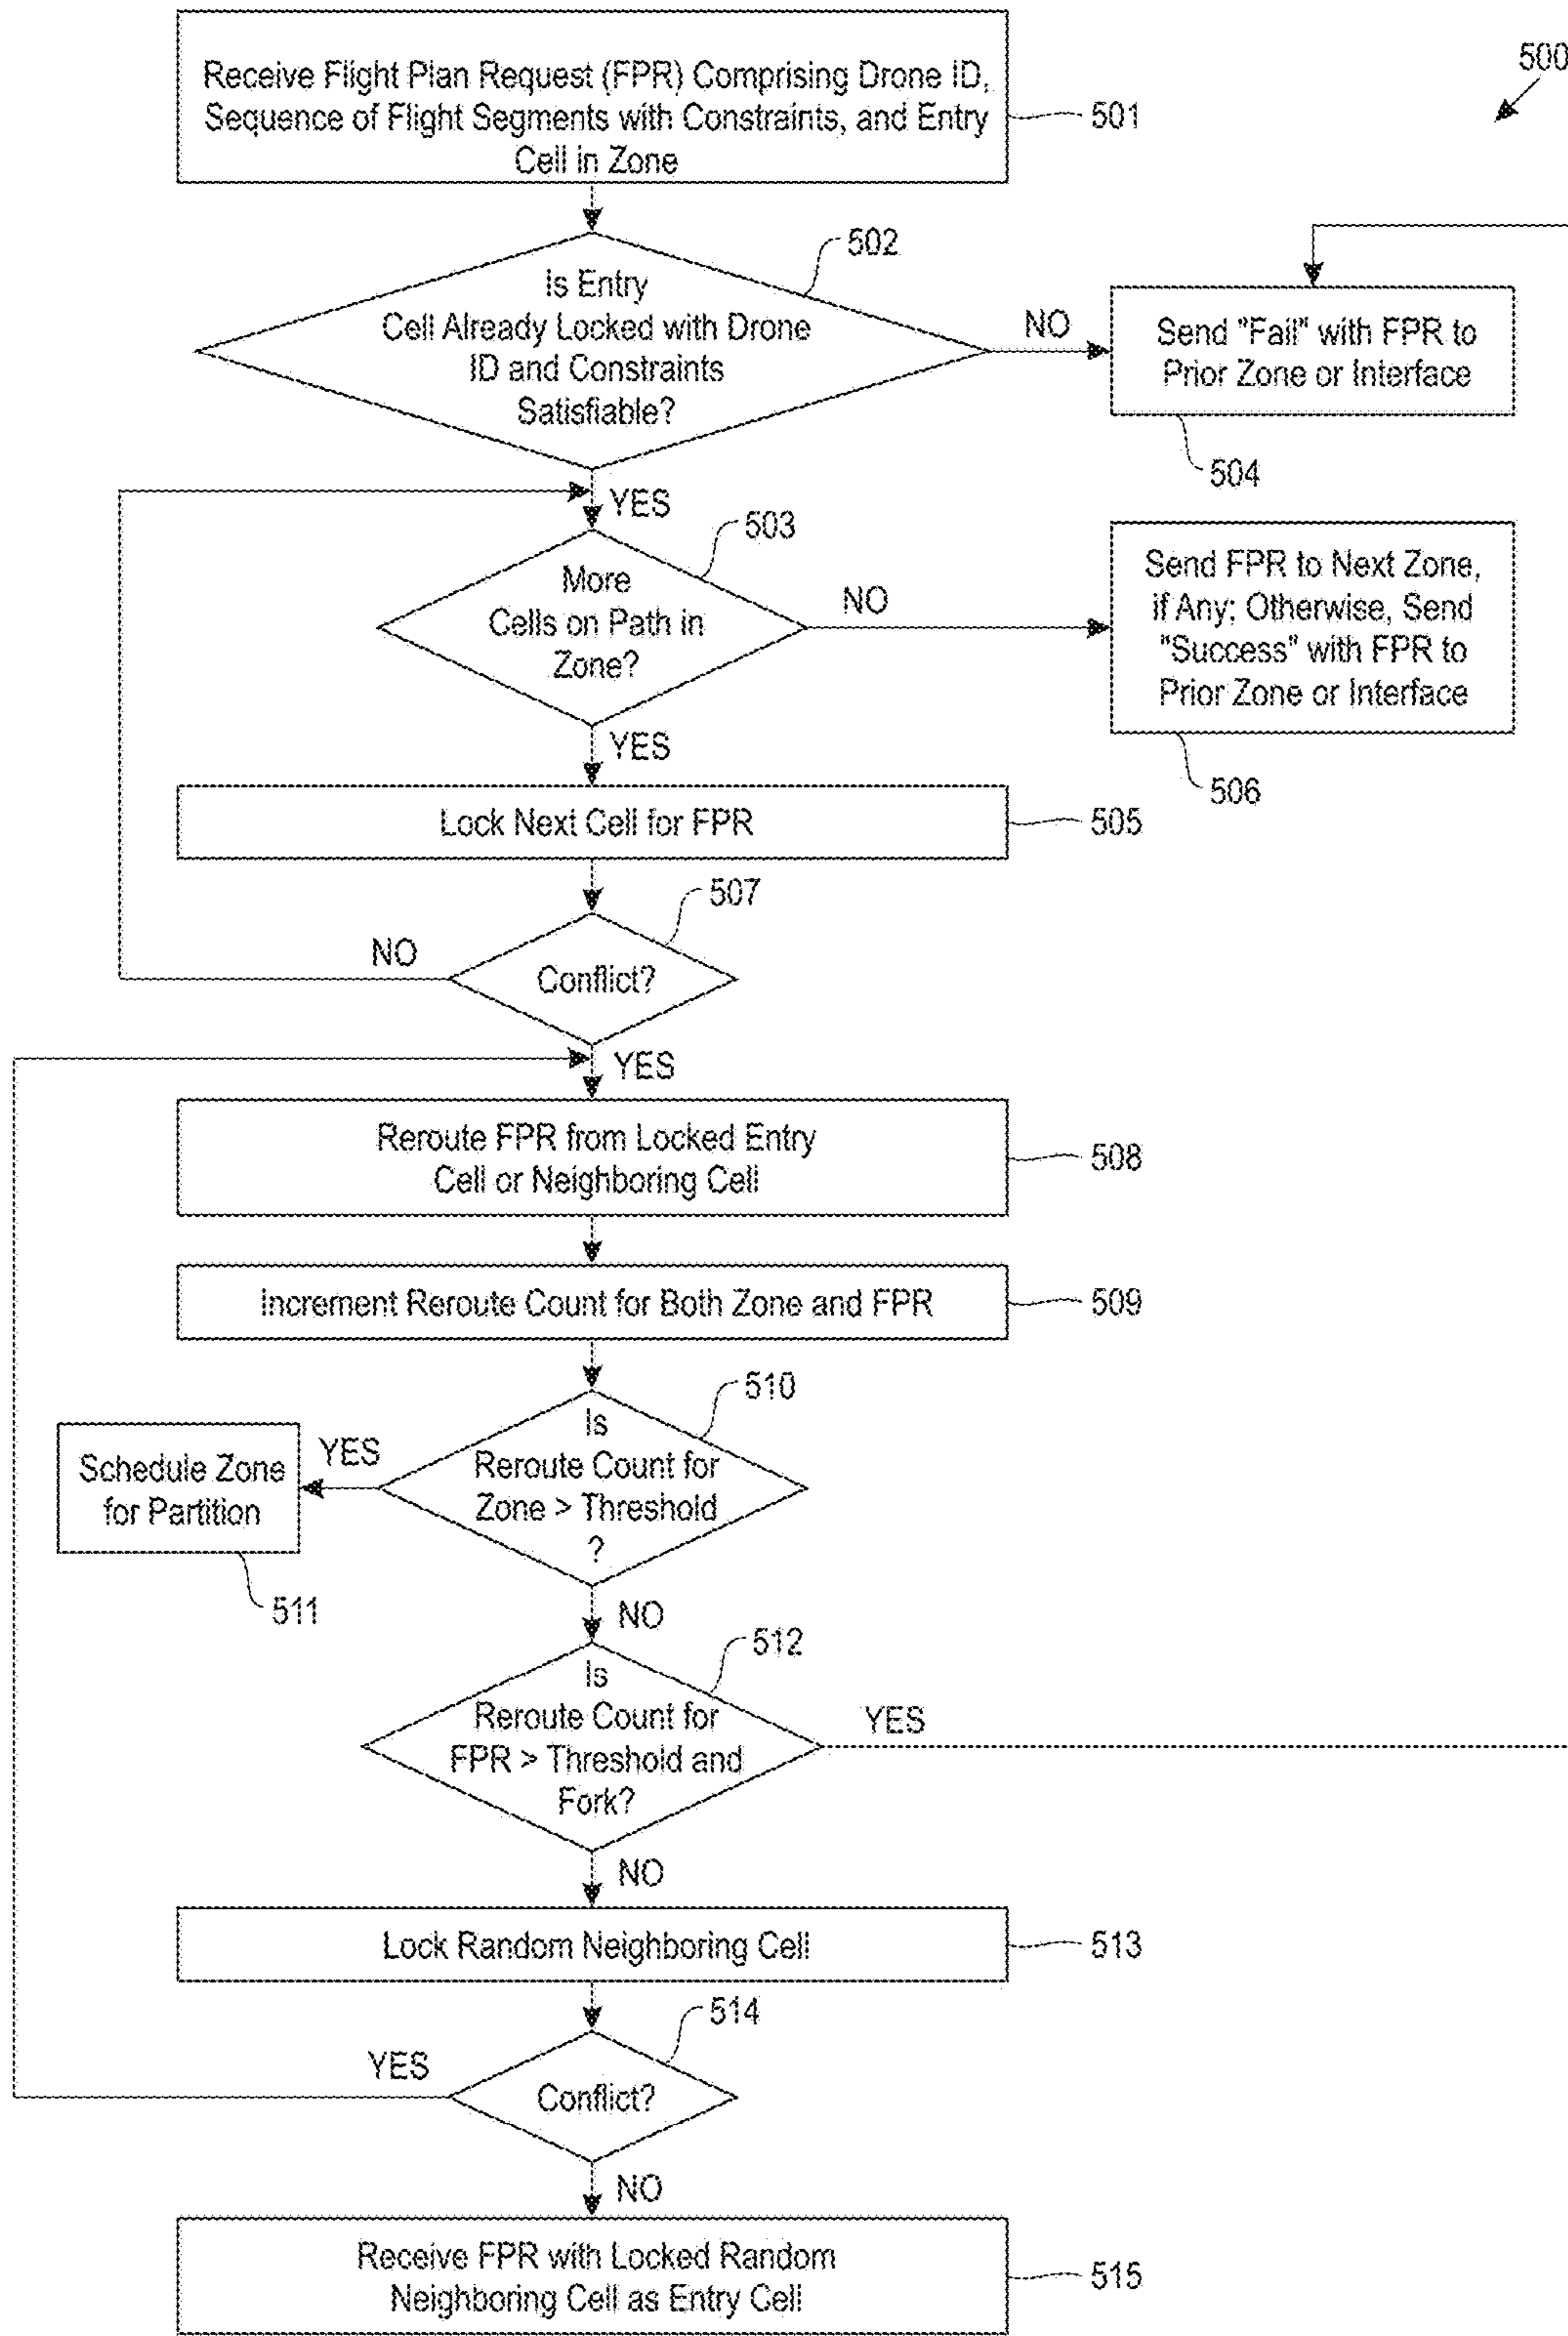 500
Receive Flight Plan Request (FPR) Comprising Drone ID,
Sequence of Flight Segments with Constraints, and Entry
Cell in Zone
501
502
Is Entry
Cell Already Locked with Drone
ID and Constraints
Satisfiable?
NO
Send "Fail" with FPR to
Prior Zone or Interface
504
YES
503
More
Cells on Path in
Zone?
NO
Send FPR to Next Zone,
if Any; Otherwise, Send
"Success" with FPR to
Prior Zone or Interface
506
YES
Lock Next Cell for FPR
505
507
Conflict?
NO
YES
Reroute FPR from Locked Entry
Cell or Neighboring Cell
508
Increment Reroute Count for Both Zone and FPR
509
510
Is
Reroute Count for
Zone > Threshold
?
YES
Schedule Zone
for Partition
511
NO
512
Is
Reroute Count for
FPR > Threshold and
Fork?
YES
NO
Lock Random Neighboring Cell
513
514
Conflict?
YES
NO
Receive FPR with Locked Random
Neighboring Cell as Entry Cell
515